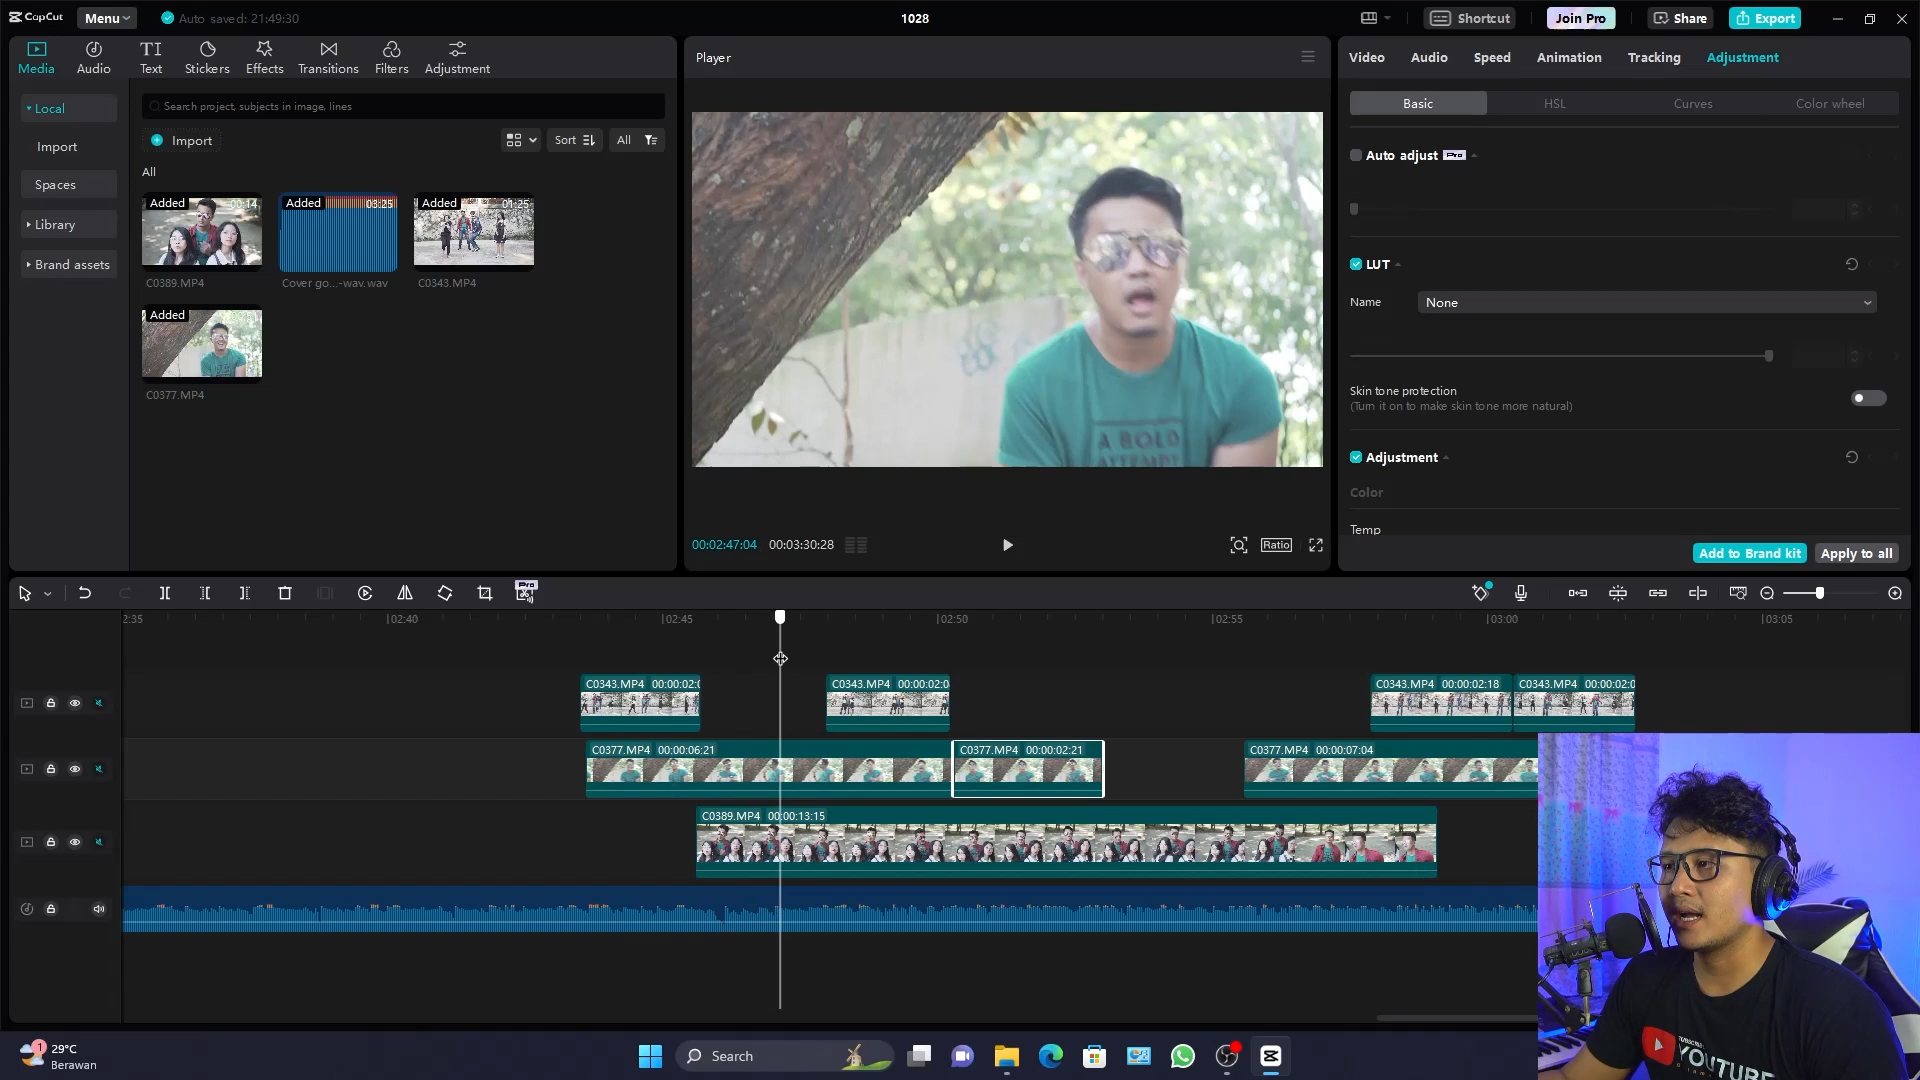 CapCut
Menu
Auto saved: 21:49:30
1028
Shortcut
Join Pro
Share
Export
Media
Audio
Text
Stickers
Effects
Transitions
Filters
Adjustment
Local
Import
Spaces
Library
Brand assets
Search project, subjects in image, lines
Import
Sort
All
All
Added 00:14
C0389.MP4
Added 03:25
Cover go...-wav.wav
Added 01:25
C0343.MP4
Added
C0377.MP4
Player
A BOLD
ATTEMPT
00:02:47:04 00:03:30:28
Ratio
Video
Audio
Speed
Animation
Tracking
Adjustment
Basic
HSL
Curves
Color wheel
Auto adjust Pro
LUT
Name
None
Skin tone protection
(Turn it on to make skin tone more natural)
Adjustment
Color
Temp
Add to Brand kit
Apply to all
Pro
2:35
02:40
02:45
02:50
02:55
03:00
03:05
C0343.MP4 00:00:02:0
C0343.MP4 00:00:02:0
C0343.MP4 00:00:02:18
C0343.MP4 00:00:02:0
C0377.MP4 00:00:06:21
C0377.MP4 00:00:02:21
C0377.MP4 00:00:07:04
C0389.MP4 00:00:13:15
YOUTUBE
1
29°C
Berawan
Search